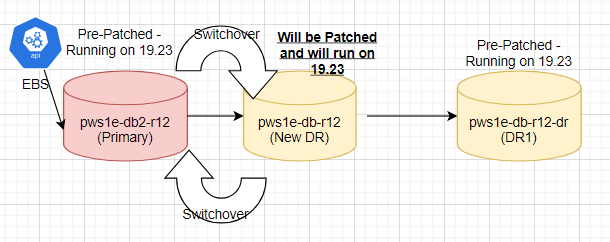 Pre-Patched -
Running on 19.23
Switchover
Will be Patched
and will run on
19.23
Pre-Patched -
Running on 19.23
api
EBS
pws1e-db2-r12
(Primary)
pws1e-db-r12
(New DR)
pws1e-db-r12-dr
(DR1)
Switchover